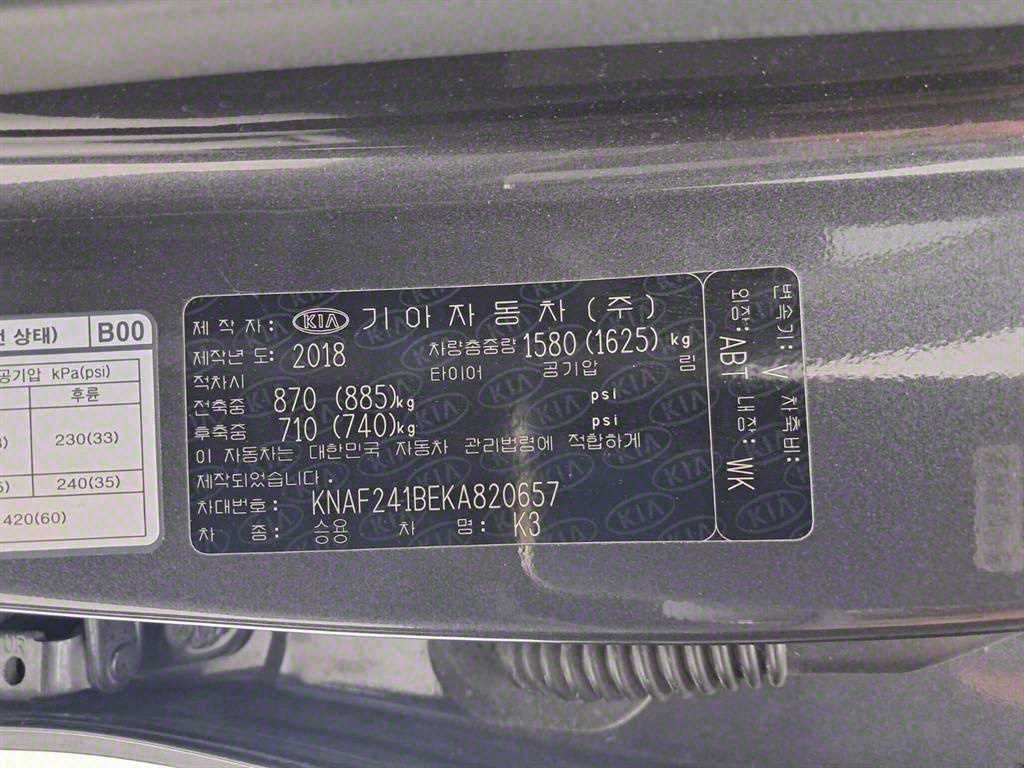 전 상태) B00
공기압 kPa(psi)
후륜
230(33)
240(35)
420(60)
제 작 자: KIA 기 아 자 동 차 (주)
제작년 도: 2018 차량총중량 1580 (1625) kg
적차시 타이어 공기압 림
전축중 870 (885)kg psi
후축중 710 (740)kg psi
이 자동차는 대한민국 자동차 관리법령에 적합하게
제작되었습니다.
차대번호: KNAF241BEKA820657
차 종: 승용 차 명: K3
변속기: V 차축비:
외장: ABT 내장: WK